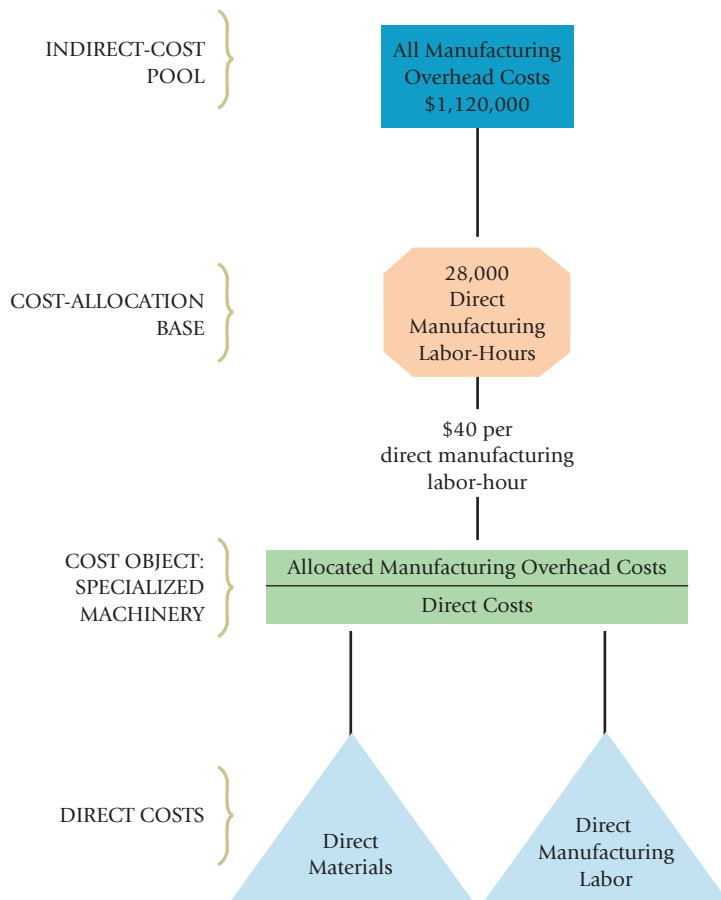 INDIRECT-COST
POOL
All Manufacturing
Overhead Costs
$1,120,000
COST-ALLOCATION
BASE
28,000
Direct
Manufacturing
Labor-Hours
$40 per
direct manufacturing
labor-hour
COST OBJECT:
SPECIALIZED
MACHINERY
Allocated Manufacturing Overhead Costs
Direct Costs
DIRECT COSTS
Direct
Materials
Direct
Manufacturing
Labor